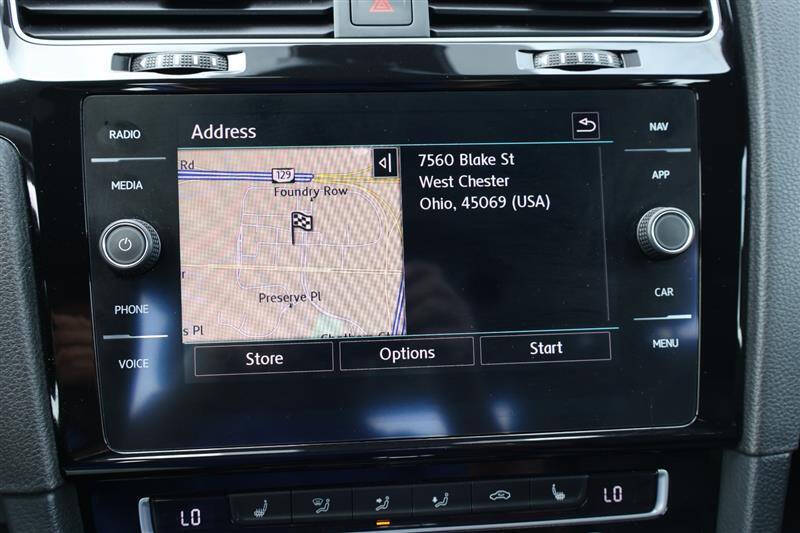 RADIO
MEDIA
PHONE
VOICE
Address
Rd
129
Foundry Row
Preserve Pl
s Pl
7560 Blake St
West Chester
Ohio, 45069 (USA)
Store
Options
Start
NAV
APP
CAR
MENU
LO
LO